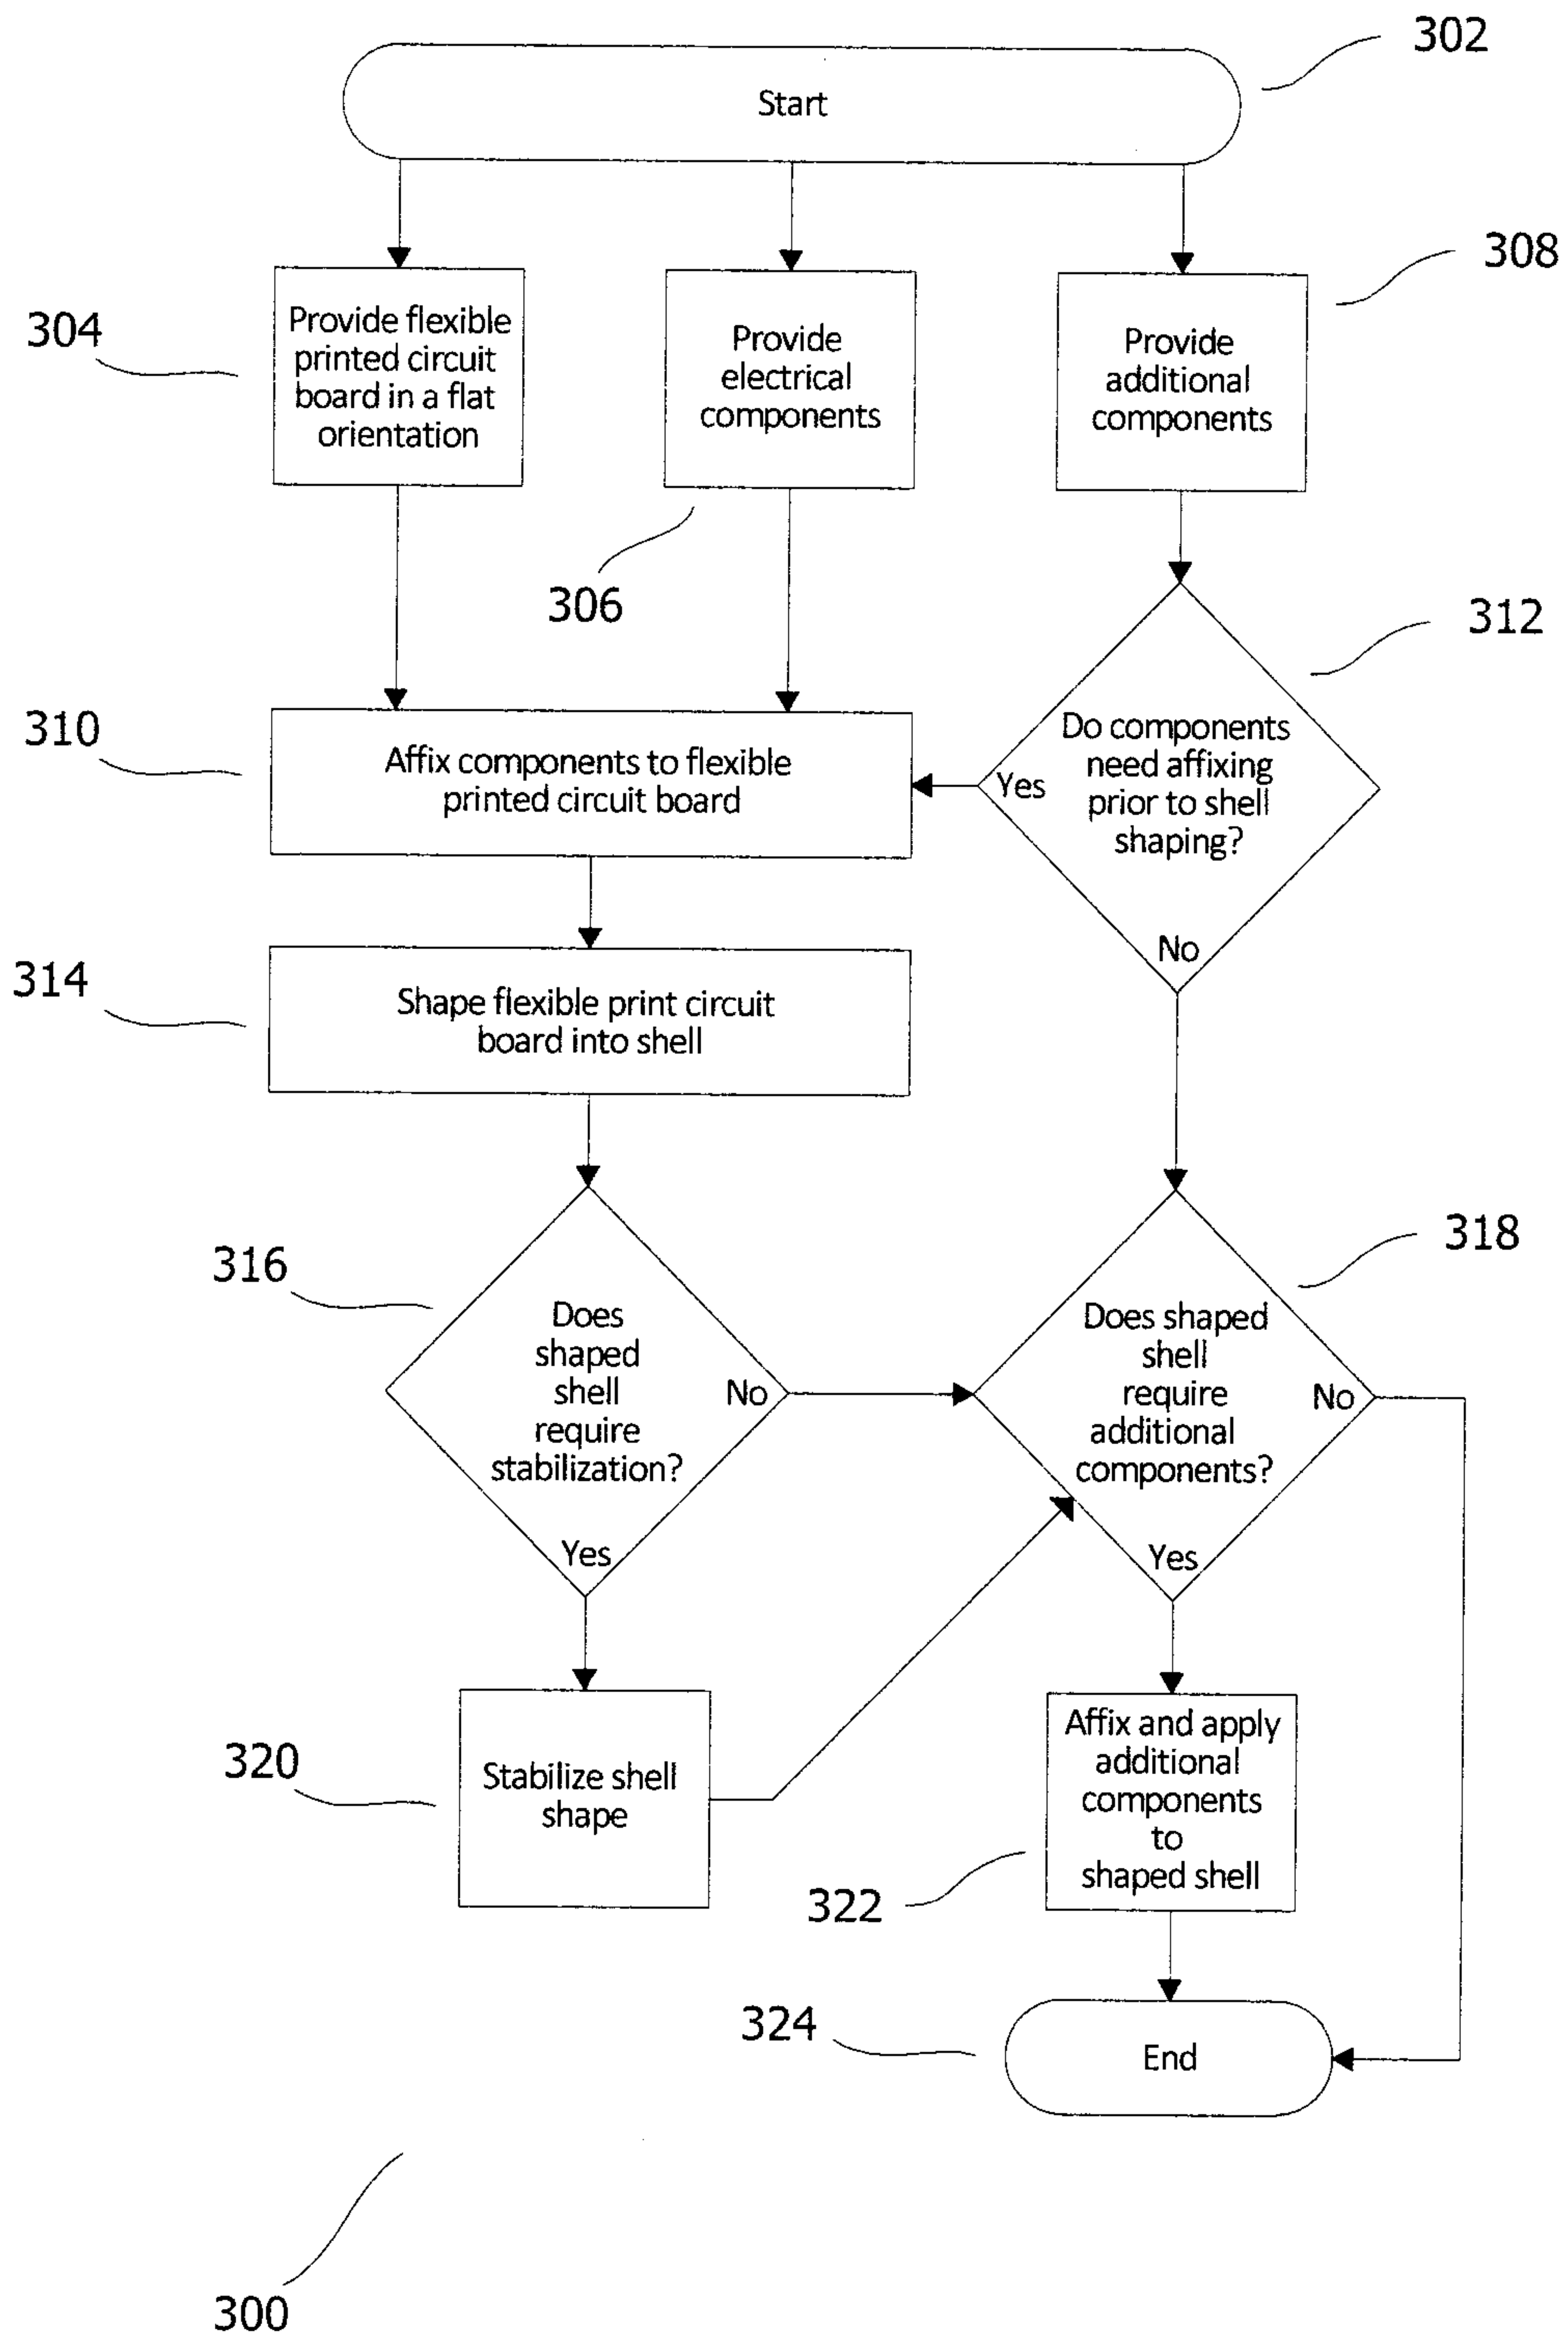 302
Start
308
304
Provide flexible
printed circuit
board in a flat
orientation
Provide
electrical
components
Provide
additional
components
306
312
310
Affix components to flexible
printed circuit board
Yes
Do components
need affixing
prior to shell
shaping?
No
314
Shape flexible print circuit
board into shell
316
318
Does
shaped
shell
require
stabilization?
No
Yes
Does shaped
shell
require
additional
components?
No
Yes
320
Stabilize shell
shape
Affix and apply
additional
components
to
shaped shell
322
324
End
300